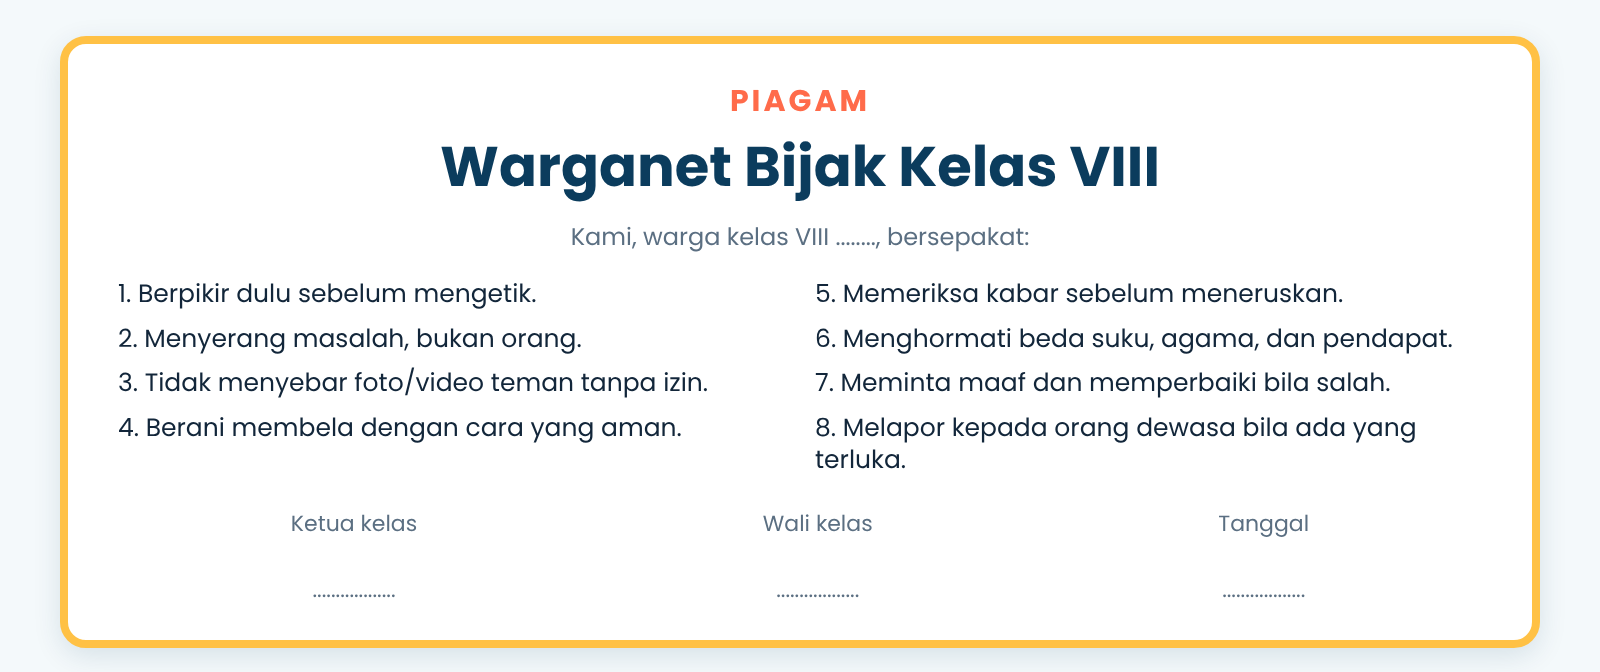 PIAGAM
Warganet Bijak Kelas VIII
Kami, warga kelas VIII ........, bersepakat:
1. Berpikir dulu sebelum mengetik.
2. Menyerang masalah, bukan orang.
3. Tidak menyebar foto/video teman tanpa izin.
4. Berani membela dengan cara yang aman.
5. Memeriksa kabar sebelum meneruskan.
6. Menghormati beda suku, agama, dan pendapat.
7. Meminta maaf dan memperbaiki bila salah.
8. Melapor kepada orang dewasa bila ada yang
terluka.
Ketua kelas
..................
Wali kelas
..................
Tanggal
..................